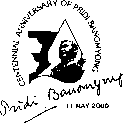 CENTENNIAL ANNIVERSARY OF PRIDI BANOMYONG
Pridi Banomyong
11 MAY 2000